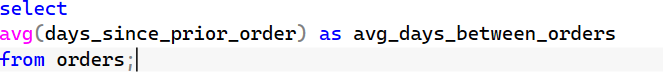 select
avg(days_since_prior_order) as avg_days_between_orders
from orders;